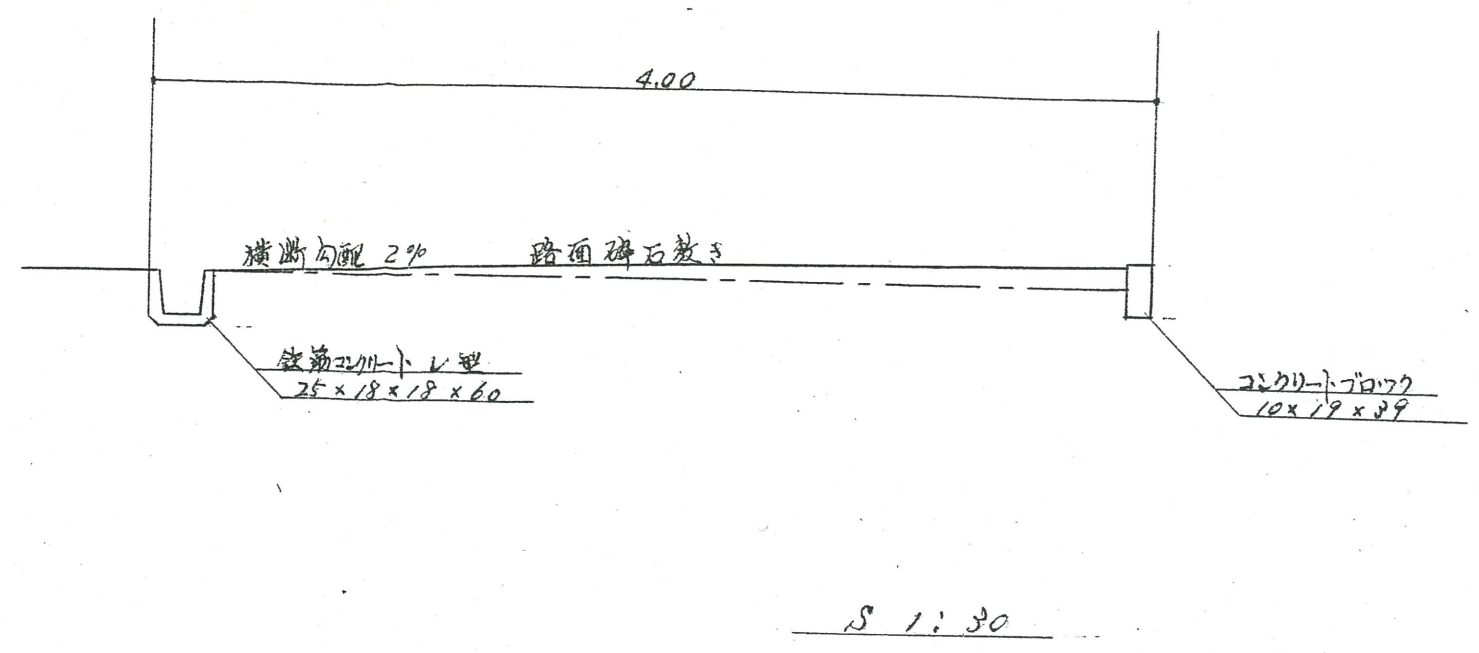 4.00
横断勾配 2% 路面砕石敷き
鉄筋コンクリート U型
25×18×18×60
コンクリートブロック
10×19×39
S 1:30